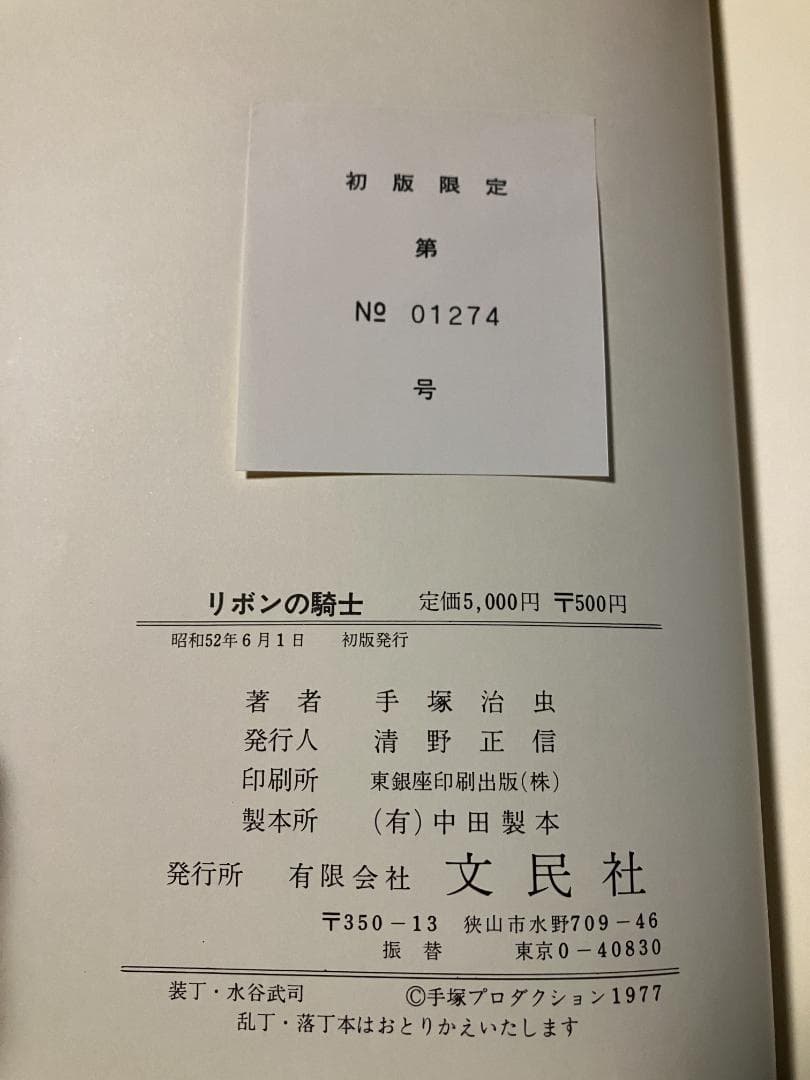 初版限定
第
№ 01274
号
リボンの騎士 定価5,000円 〒500円
昭和52年6月1日 初版発行
著者 手塚治虫
発行人 清野正信
印刷所 東銀座印刷出版(株)
製本所 (有)中田製本
発行所 有限会社 文民社
〒350-13 狭山市水野709-46
振替 東京0-40830
装丁・水谷武司 ©手塚プロダクション1977
乱丁・落丁本はおとりかえいたします